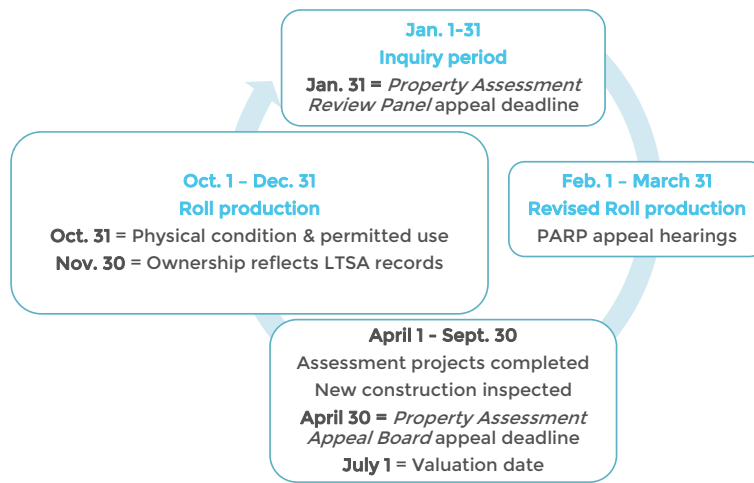 Jan. 1-31
Inquiry period
Jan. 31 = Property Assessment
Review Panel appeal deadline
Feb. 1 – March 31
Revised Roll production
PARP appeal hearings
April 1 - Sept. 30
Assessment projects completed
New construction inspected
April 30 = Property Assessment
Appeal Board appeal deadline
July 1 = Valuation date
Oct. 1 – Dec. 31
Roll production
Oct. 31 = Physical condition & permitted use
Nov. 30 = Ownership reflects LTSA records